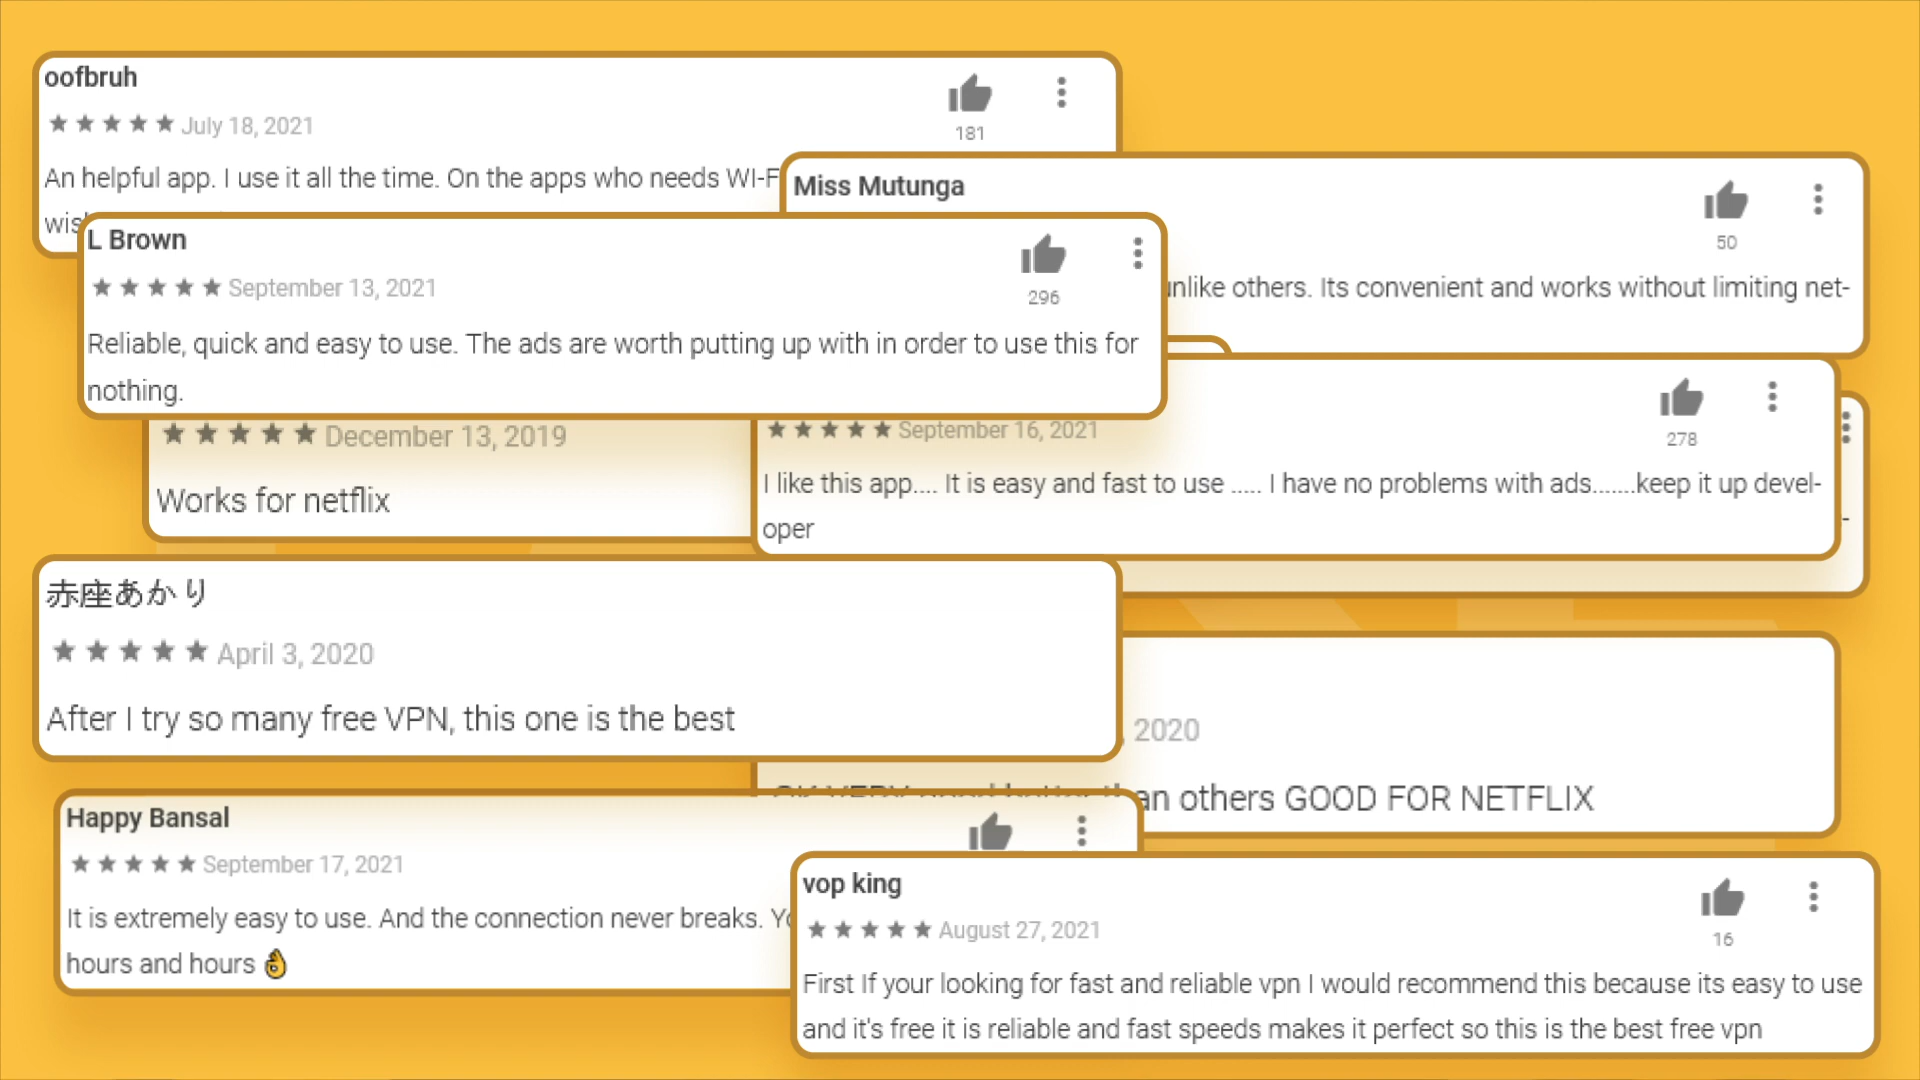 oofbruh
July 18, 2021
181
An helpful app. I use it all the time. On the apps who needs
Miss Mutunga
50
unlike others. Its convenient and works without limiting net-
L Brown
September 13, 2021
296
Reliable, quick and easy to use. The ads are worth putting up with in order to use this for
nothing.
December 13, 2019
Works for netflix
278
September 16, 2021
I like this app.... It is easy and fast to use ..... I have no problems with ads.......keep it up devel-
oper
赤座あかり
April 3, 2020
After I try so many free VPN, this one is the best
2020
others GOOD FOR NETFLIX
Happy Bansal
September 17, 2021
It is extremely easy to use. And the connection never breaks.
hours and hours 👌
vop king
August 27, 2021
16
First If your looking for fast and reliable vpn I would recommend this because its easy to use
and it's free it is reliable and fast speeds makes it perfect so this is the best free vpn